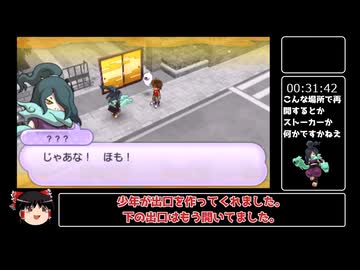 00:31:42
こんな場所で再
開するとか
ストーカーか
何かですかねえ
？？？
じゃあな！ ほも！
少年が出口を作ってくれました。
下の出口はもう開いてました。